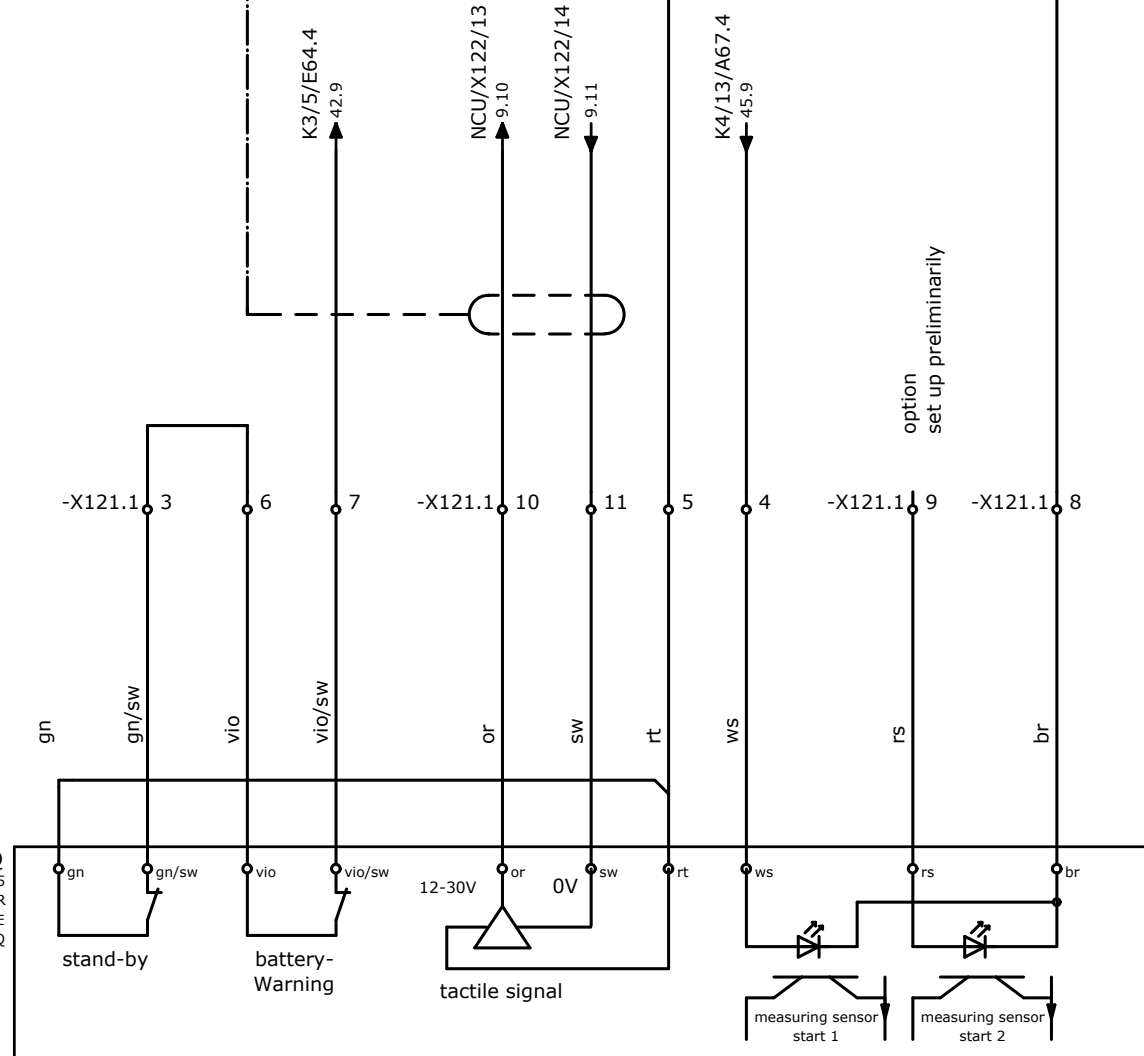 K3/5/E64.4
42.9
NCU/X122/13
9.10
NCU/X122/14
9.11
K4/13/A67.4
45.9
option
set up preliminarily
-X121.1 3
6
7
-X121.1 10
11
5
4
-X121.1 9
-X121.1 8
gn
gn/sw
vio
vio/sw
or
sw
rt
ws
rs
br
gn
gn/sw
vio
vio/sw
or
sw
rt
ws
rs
br
12-30V
0V
stand-by
battery-
Warning
tactile signal
measuring sensor
start 1
measuring sensor
start 2